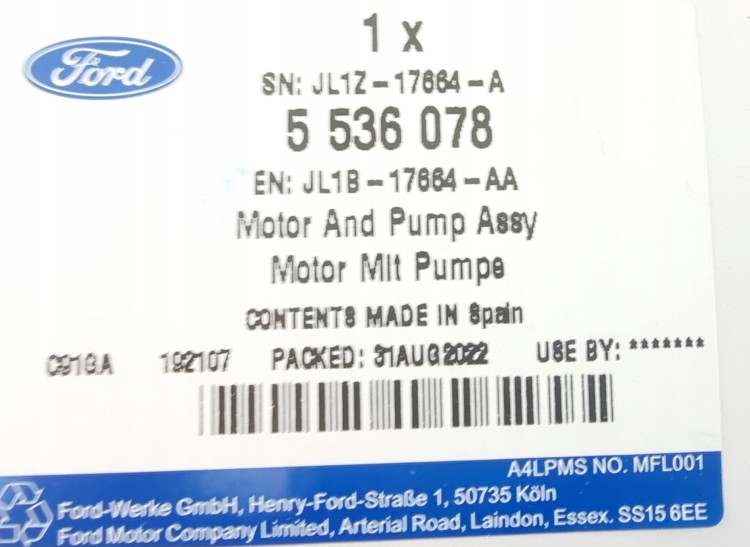 Ford
1 x
SN: JL1Z-17664-A
5 536 078
EN: JL1B-17664-AA
Motor And Pump Assy
Motor Mit Pumpe
CONTENTS MADE IN Spain
C91GA 192107 PACKED: 31AUG2022 USE BY: *******
A4LPMS NO. MFL001
Ford-Werke GmbH, Henry-Ford-Straße 1, 50735 Köln
Ford Motor Company Limited, Arterial Road, Laindon, Essex. SS15 6EE